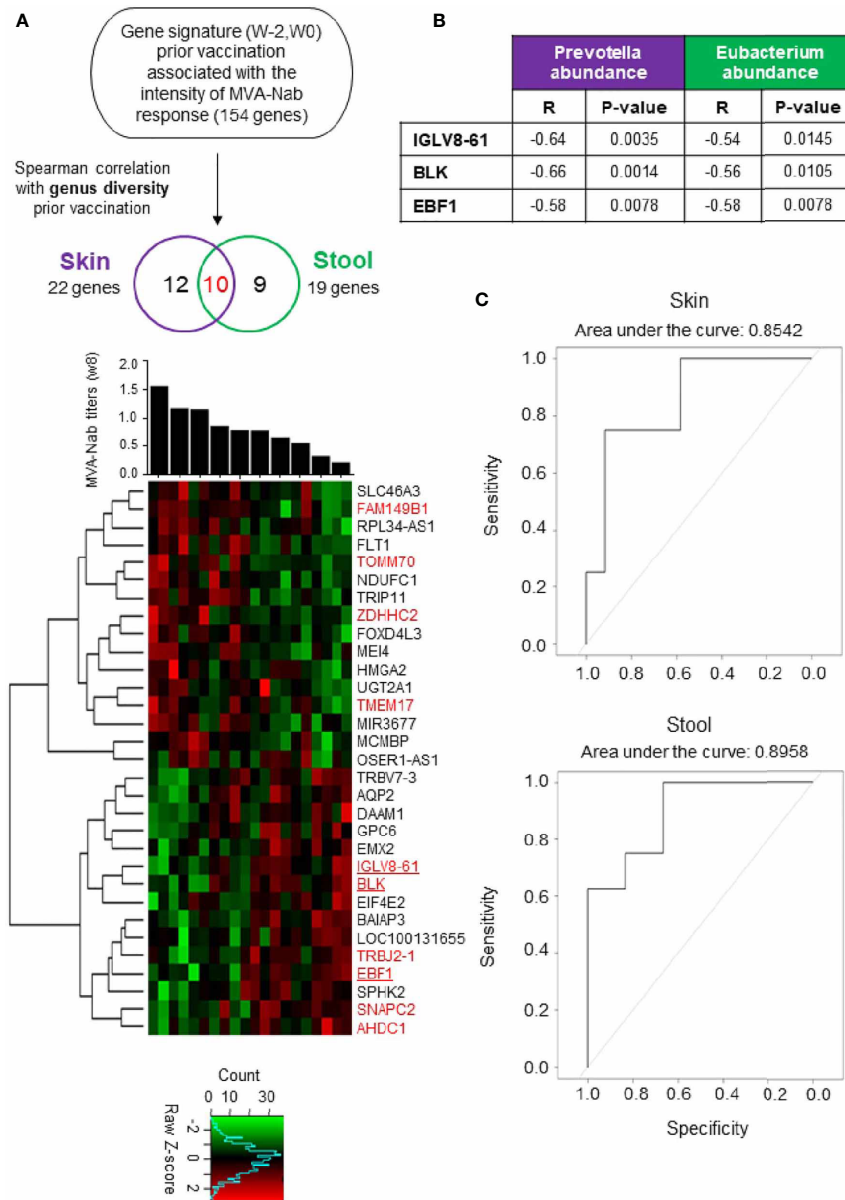 A
Gene signature (W-2,W0)
prior vaccination
associated with the
intensity of MVA-Nab
response (154 genes)
Spearman correlation
with genus diversity
prior vaccination
Skin
22 genes
12
10
9
Stool
19 genes
MVA-Nab titers (w8)
2.0
1.5
1.0
0.5
0.0
SLC46A3
FAM149B1
RPL34-AS1
FLT1
TOMM70
NDUFC1
TRIP11
ZDHHC2
FOXD4L3
MEI4
HMGA2
UGT2A1
TMEM17
MIR3677
MCMBP
OSER1-AS1
TRBV7-3
AQP2
DAAM1
GPC6
EMX2
IGLV8-61
BLK
EIF4E2
BAIAP3
LOC100131655
TRBJ2-1
EBF1
SPHK2
SNAPC2
AHDC1
Count
0 10 30
Raw Z-score
-2
0
2
B
Prevotella abundance Eubacterium abundance
R P-value R P-value
IGLV8-61 -0.64 0.0035 -0.54 0.0145
BLK -0.66 0.0014 -0.56 0.0105
EBF1 -0.58 0.0078 -0.58 0.0078
C
Skin
Area under the curve: 0.8542
Sensitivity
1.0
0.8
0.6
0.4
0.2
0.0
1.0 0.8 0.6 0.4 0.2 0.0
Stool
Area under the curve: 0.8958
Sensitivity
1.0
0.8
0.6
0.4
0.2
0.0
1.0 0.8 0.6 0.4 0.2 0.0
Specificity